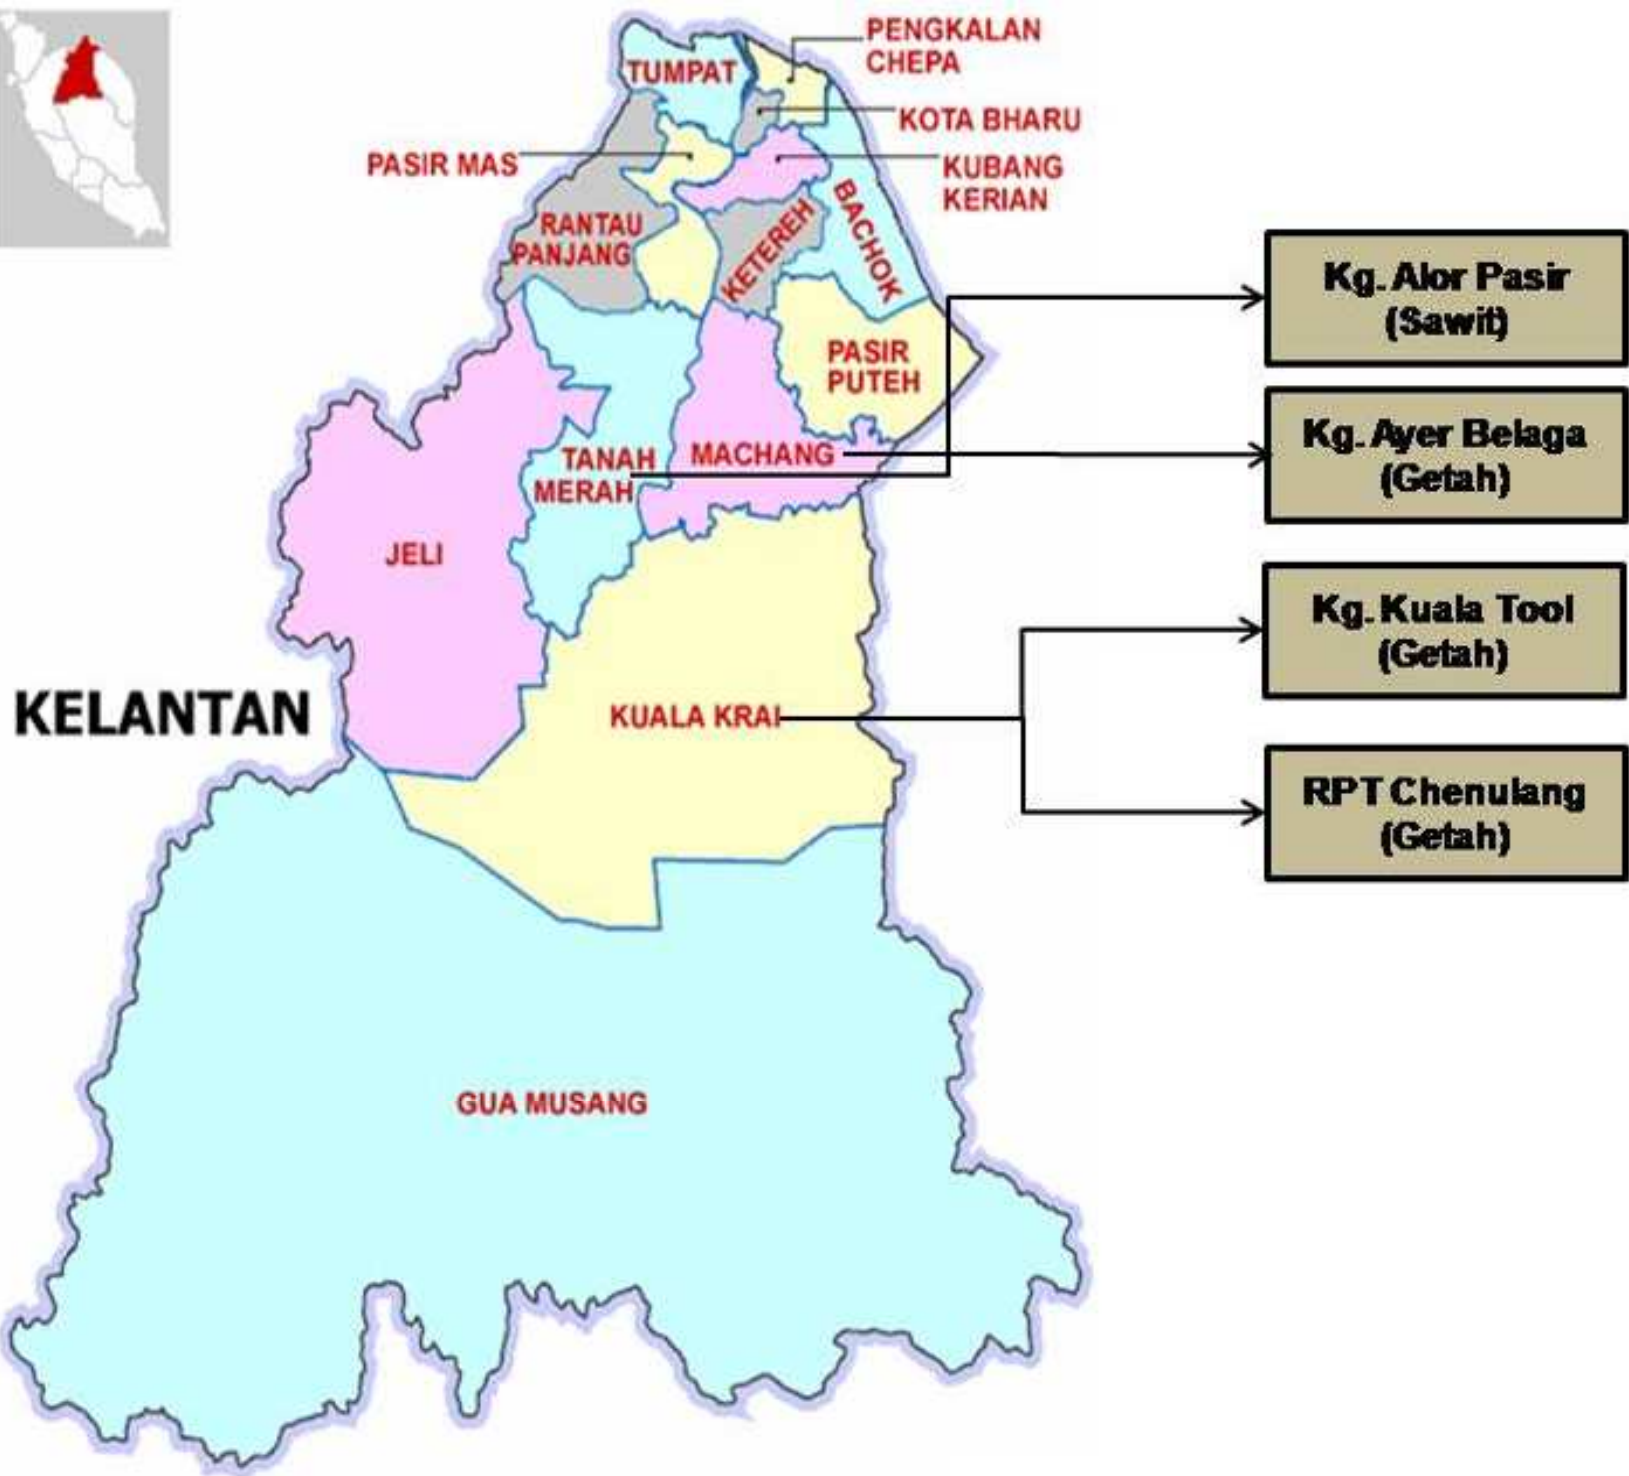 PENGKALAN
CHEPA
TUMPAT
KOTA BHARU
PASIR MAS
KUBANG
KERIAN
BACHOK
RANTAU
PANJANG
KETEREH
Kg. Alor Pasir
(Sawit)
PASIR
PUTEH
Kg. Ayer Belaga
(Getah)
TANAH
MERAH
MACHANG
JELI
Kg. Kuala Tool
(Getah)
KELANTAN
KUALA KRAI
RPT Chenulang
(Getah)
GUA MUSANG